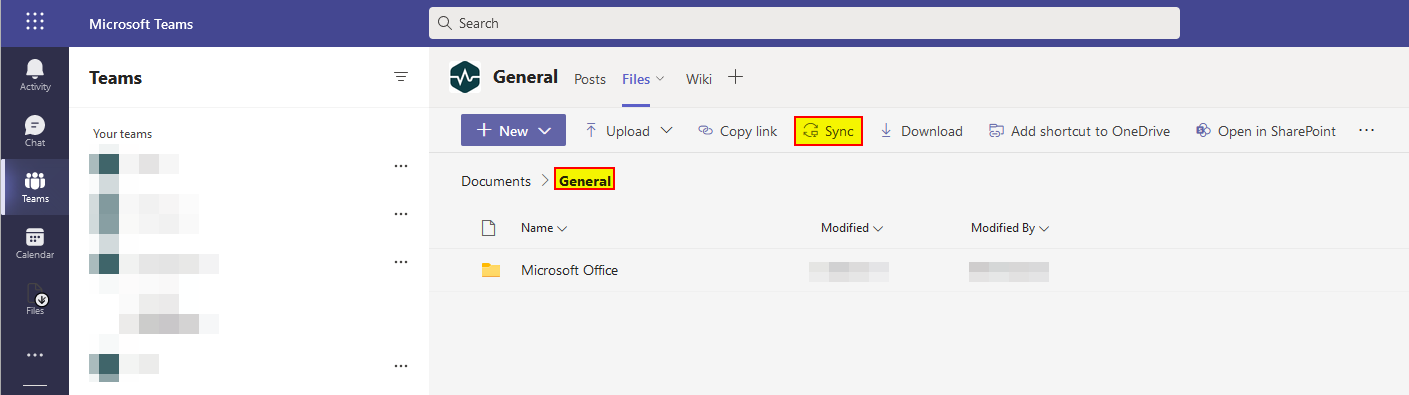 Microsoft Teams
Search
Activity
Chat
Teams
Calendar
Files
Teams
Your teams
General Posts Files Wiki
New Upload Copy link Sync Download Add shortcut to OneDrive Open in SharePoint
Documents General
Name Modified Modified By
Microsoft Office